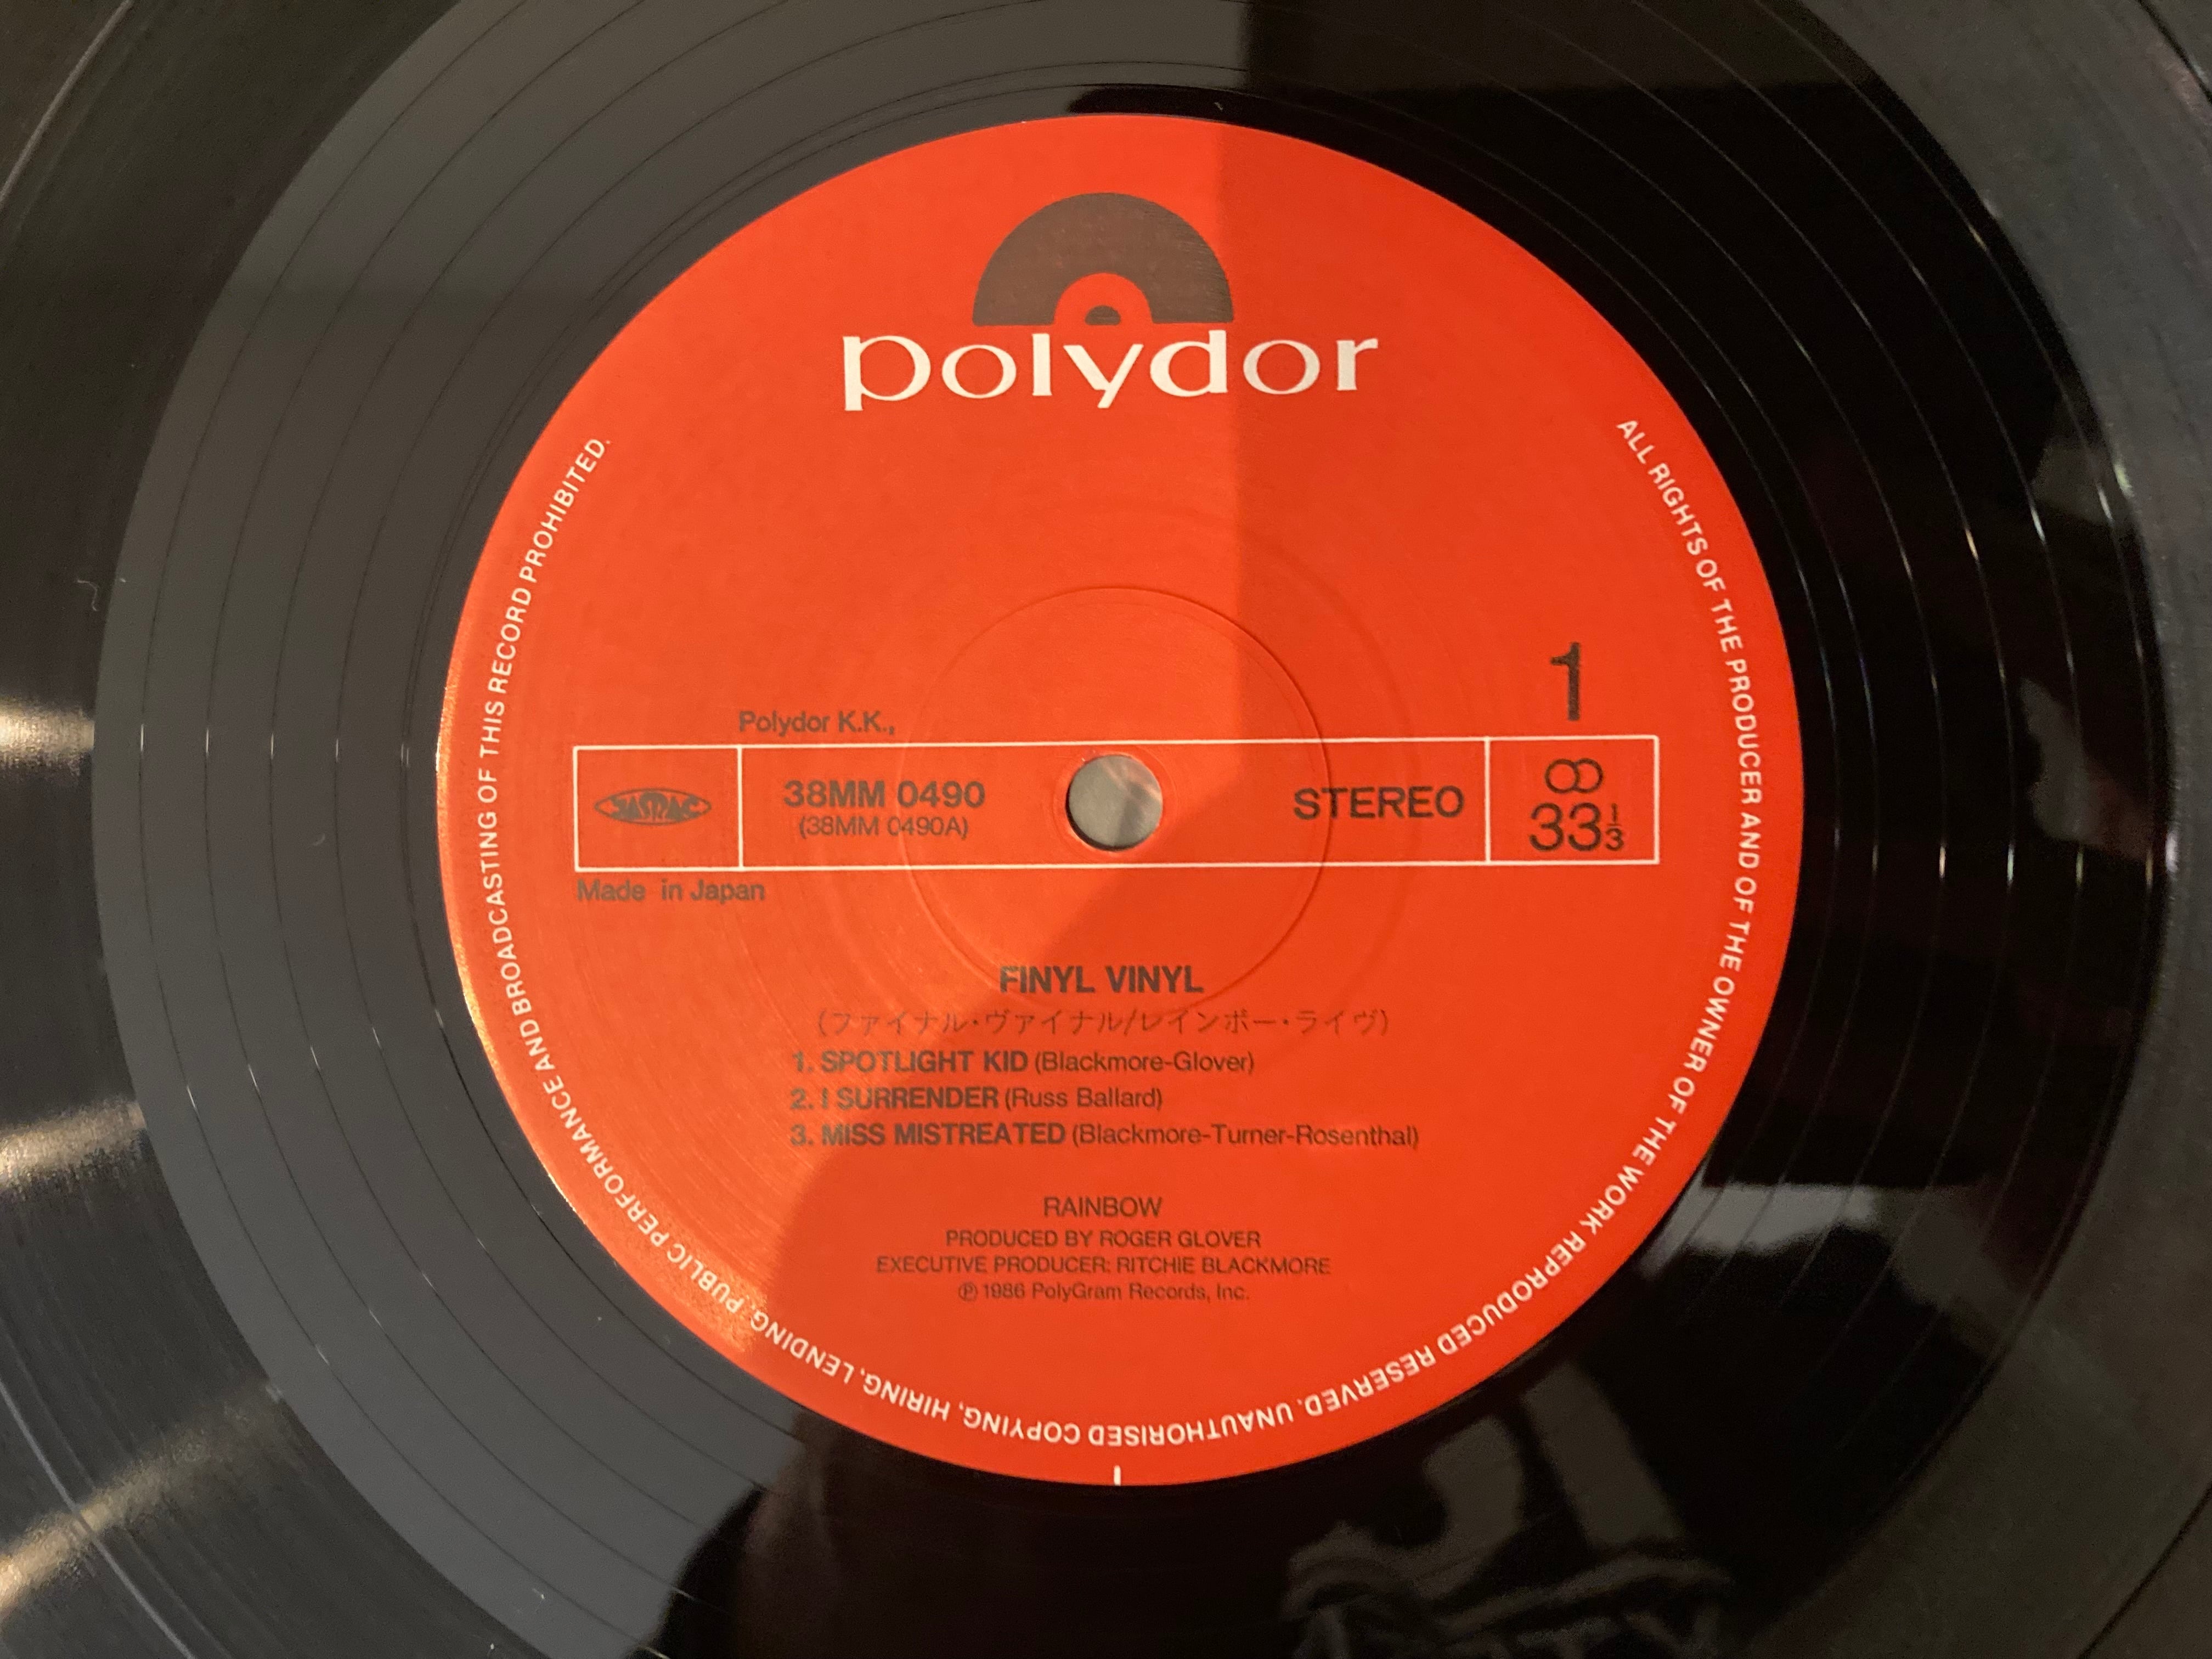 polydor
1
Polydor K.K.,
JASRAC
38MM 0490
(38MM 0490A)
STEREO
33 1/3
Made in Japan
FINYL VINYL
(ファイナル・ヴァイナル/レインボー・ライヴ)
1. SPOTLIGHT KID (Blackmore-Glover)
2. I SURRENDER (Russ Ballard)
3. MISS MISTREATED (Blackmore-Turner-Rosenthal)
RAINBOW
PRODUCED BY ROGER GLOVER
EXECUTIVE PRODUCER: RITCHIE BLACKMORE
℗ 1986 PolyGram Records, Inc.
ALL RIGHTS OF THE PRODUCER AND OF THE OWNER OF THE WORK REPRODUCED RESERVED. UNAUTHORISED COPYING, HIRING, LENDING, PUBLIC PERFORMANCE AND BROADCASTING OF THIS RECORD PROHIBITED.